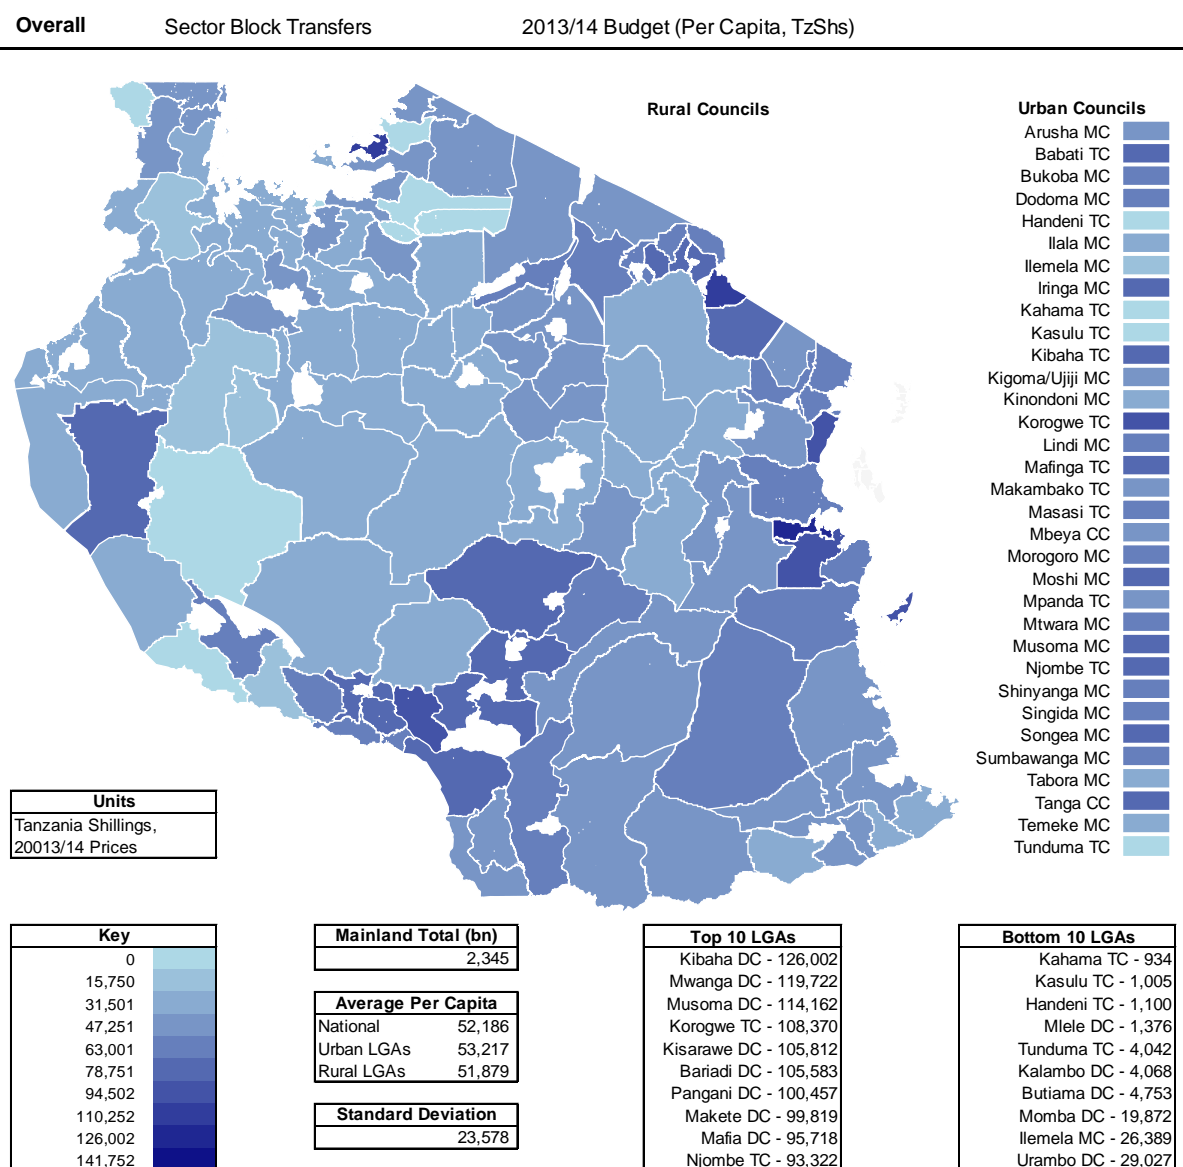 Overall Sector Block Transfers 2013/14 Budget (Per Capita, TzShs)
Rural Councils
Urban Councils
Arusha MC
Babati TC
Bukoba MC
Dodoma MC
Handeni TC
Ilala MC
Ilemela MC
Iringa MC
Kahama TC
Kasulu TC
Kibaha TC
Kigoma/Ujiji MC
Kinondoni MC
Korogwe TC
Lindi MC
Mafinga TC
Makambako TC
Masasi TC
Mbeya CC
Morogoro MC
Moshi MC
Mpanda TC
Mtwara MC
Musoma MC
Njombe TC
Shinyanga MC
Singida MC
Songea MC
Sumbawanga MC
Tabora MC
Tanga CC
Temeke MC
Tunduma TC
Units
Tanzania Shillings,
20013/14 Prices
Key
0
15,750
31,501
47,251
63,001
78,751
94,502
110,252
126,002
141,752
Mainland Total (bn)
2,345
Average Per Capita
National 52,186
Urban LGAs 53,217
Rural LGAs 51,879
Standard Deviation
23,578
Top 10 LGAs
Kibaha DC - 126,002
Mwanga DC - 119,722
Musoma DC - 114,162
Korogwe TC - 108,370
Kisarawe DC - 105,812
Bariadi DC - 105,583
Pangani DC - 100,457
Makete DC - 99,819
Mafia DC - 95,718
Njombe TC - 93,322
Bottom 10 LGAs
Kahama TC - 934
Kasulu TC - 1,005
Handeni TC - 1,100
Mlele DC - 1,376
Tunduma TC - 4,042
Kalambo DC - 4,068
Butiama DC - 4,753
Momba DC - 19,872
Ilemela MC - 26,389
Urambo DC - 29,027